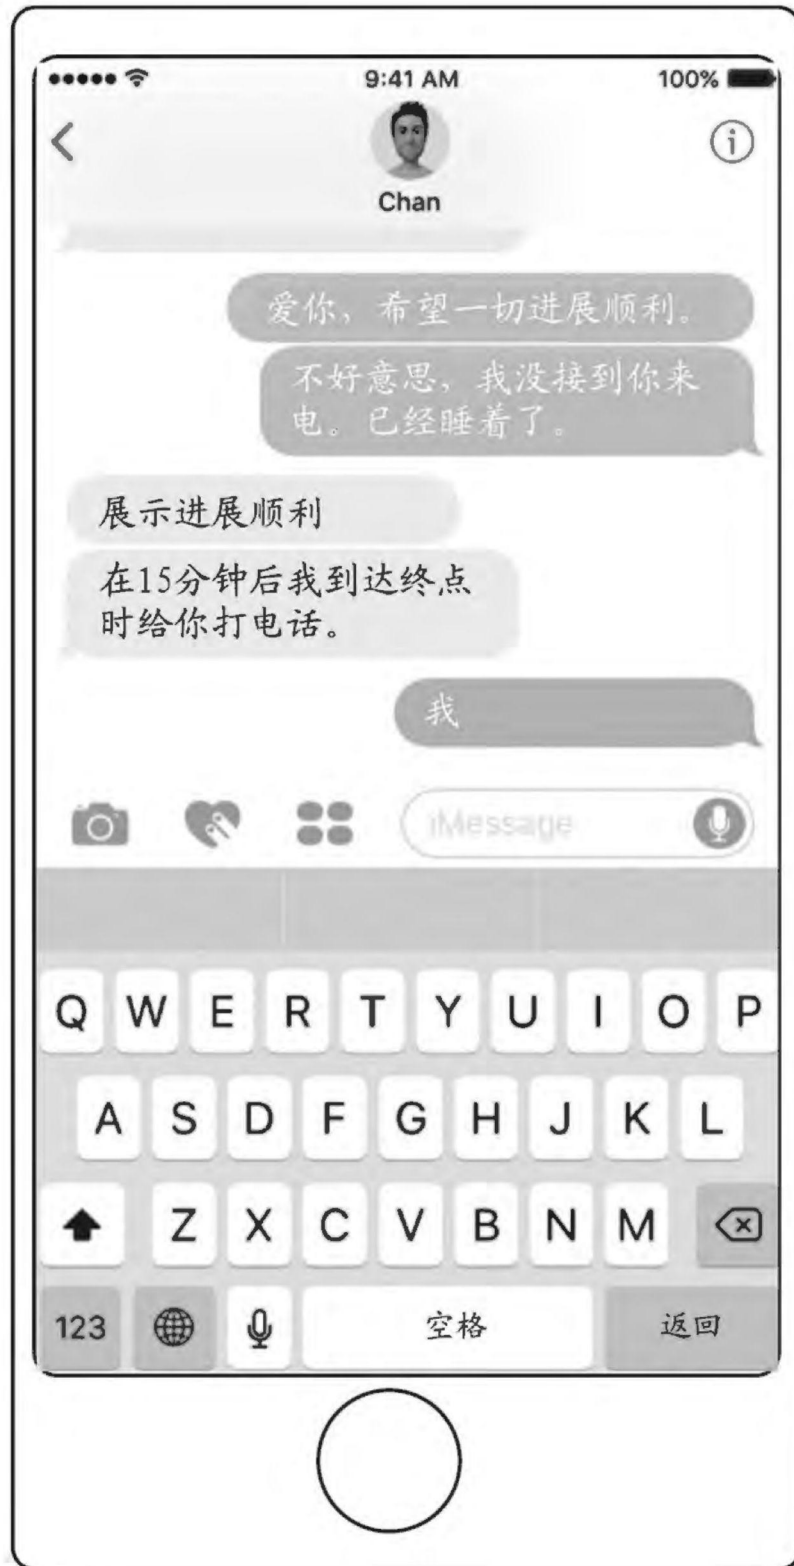 9:41 AM
100%
Chan
爱你、希望一切进展顺利。
不好意思，我没接到你来
电。已经睡着了。
展示进展顺利
在15分钟后我到达终点
时给你打电话。
我
iMessage
Q W E R T Y U I O P
A S D F G H J K L
Z X C V B N M
123 空格 返回